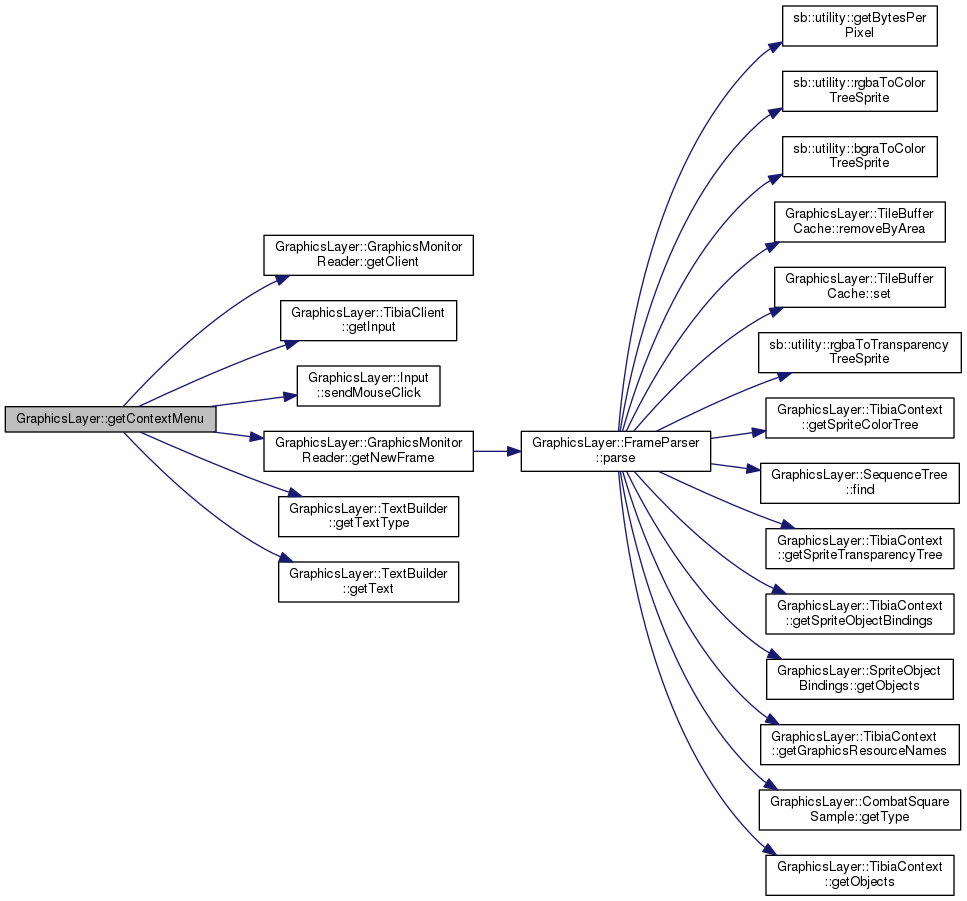 GraphicsLayer::getContextMenu
GraphicsLayer::GraphicsMonitor
Reader::getClient
GraphicsLayer::TibiaClient
::getInput
GraphicsLayer::Input
::sendMouseClick
GraphicsLayer::GraphicsMonitor
Reader::getNewFrame
GraphicsLayer::TextBuilder
::getTextType
GraphicsLayer::TextBuilder
::getText
GraphicsLayer::FrameParser
::parse
sb::utility::getBytesPer
Pixel
sb::utility::rgbaToColor
TreeSprite
sb::utility::bgraToColor
TreeSprite
GraphicsLayer::TileBuffer
Cache::removeByArea
GraphicsLayer::TileBuffer
Cache::set
sb::utility::rgbaToTransparency
TreeSprite
GraphicsLayer::TibiaContext
::getSpriteColorTree
GraphicsLayer::SequenceTree
::find
GraphicsLayer::TibiaContext
::getSpriteTransparencyTree
GraphicsLayer::TibiaContext
::getSpriteObjectBindings
GraphicsLayer::SpriteObject
Bindings::getObjects
GraphicsLayer::TibiaContext
::getGraphicsResourceNames
GraphicsLayer::CombatSquare
Sample::getType
GraphicsLayer::TibiaContext
::getObjects